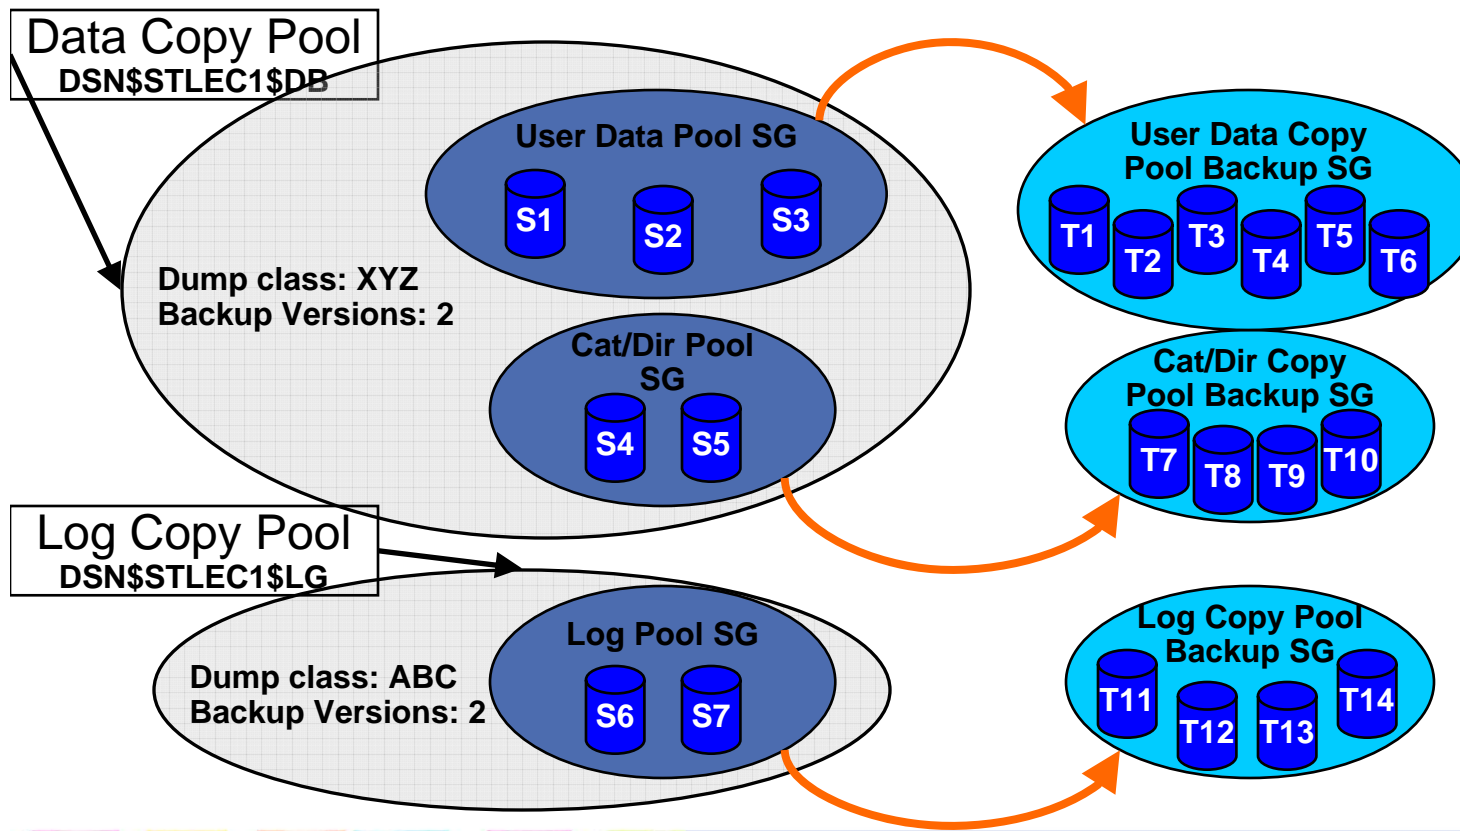 Data Copy Pool
DSN$STLEC1$DB
User Data Pool SG
S1
S2
S3
Dump class: XYZ
Backup Versions: 2
Cat/Dir Pool
SG
S4
S5
User Data Copy
Pool Backup SG
T1
T2
T3
T4
T5
T6
Cat/Dir Copy
Pool Backup SG
T7
T8
T9
T10
Log Copy Pool
DSN$STLEC1$LG
Log Pool SG
Dump class: ABC
Backup Versions: 2
S6
S7
Log Copy Pool
Backup SG
T11
T12
T13
T14